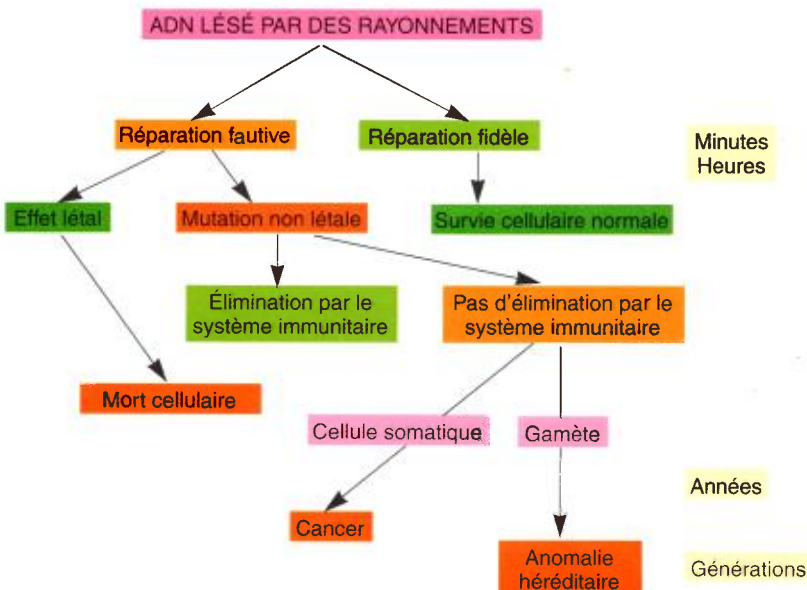 ADN LÉSÉ PAR DES RAYONNEMENTS
Réparation fautive
Réparation fidèle
Minutes
Heures
Effet létal
Mutation non létale
Survie cellulaire normale
Élimination par le
système immunitaire
Pas d'élimination par le
système immunitaire
Mort cellulaire
Cellule somatique
Gamète
Années
Cancer
Anomalie
héréditaire
Générations